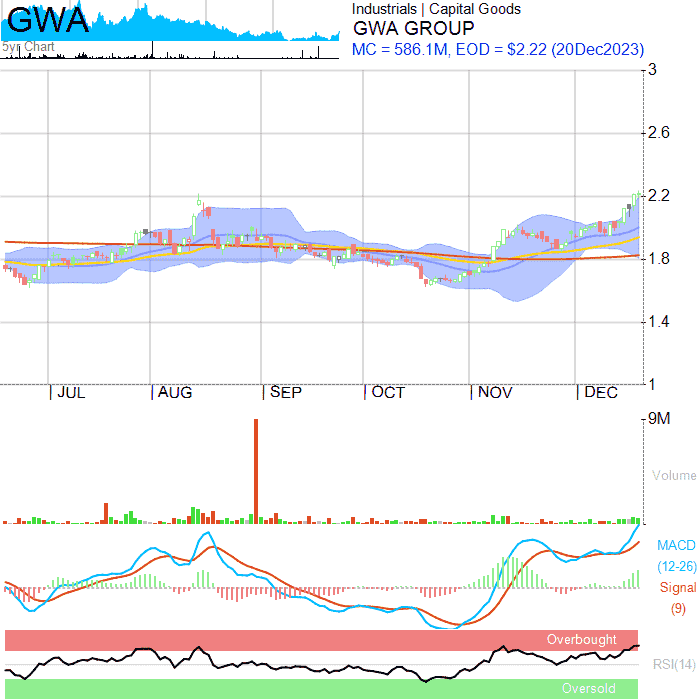 GWA
5yr Chart
Industrials | Capital Goods
GWA GROUP
MC = 586.1M, EOD = $2.22 (20Dec2023)
3
2.6
2.2
1.8
1.4
1
JUL
AUG
SEP
OCT
NOV
DEC
9M
Volume
MACD
(12-26)
Signal
(9)
Overbought
RSI(14)
Oversold